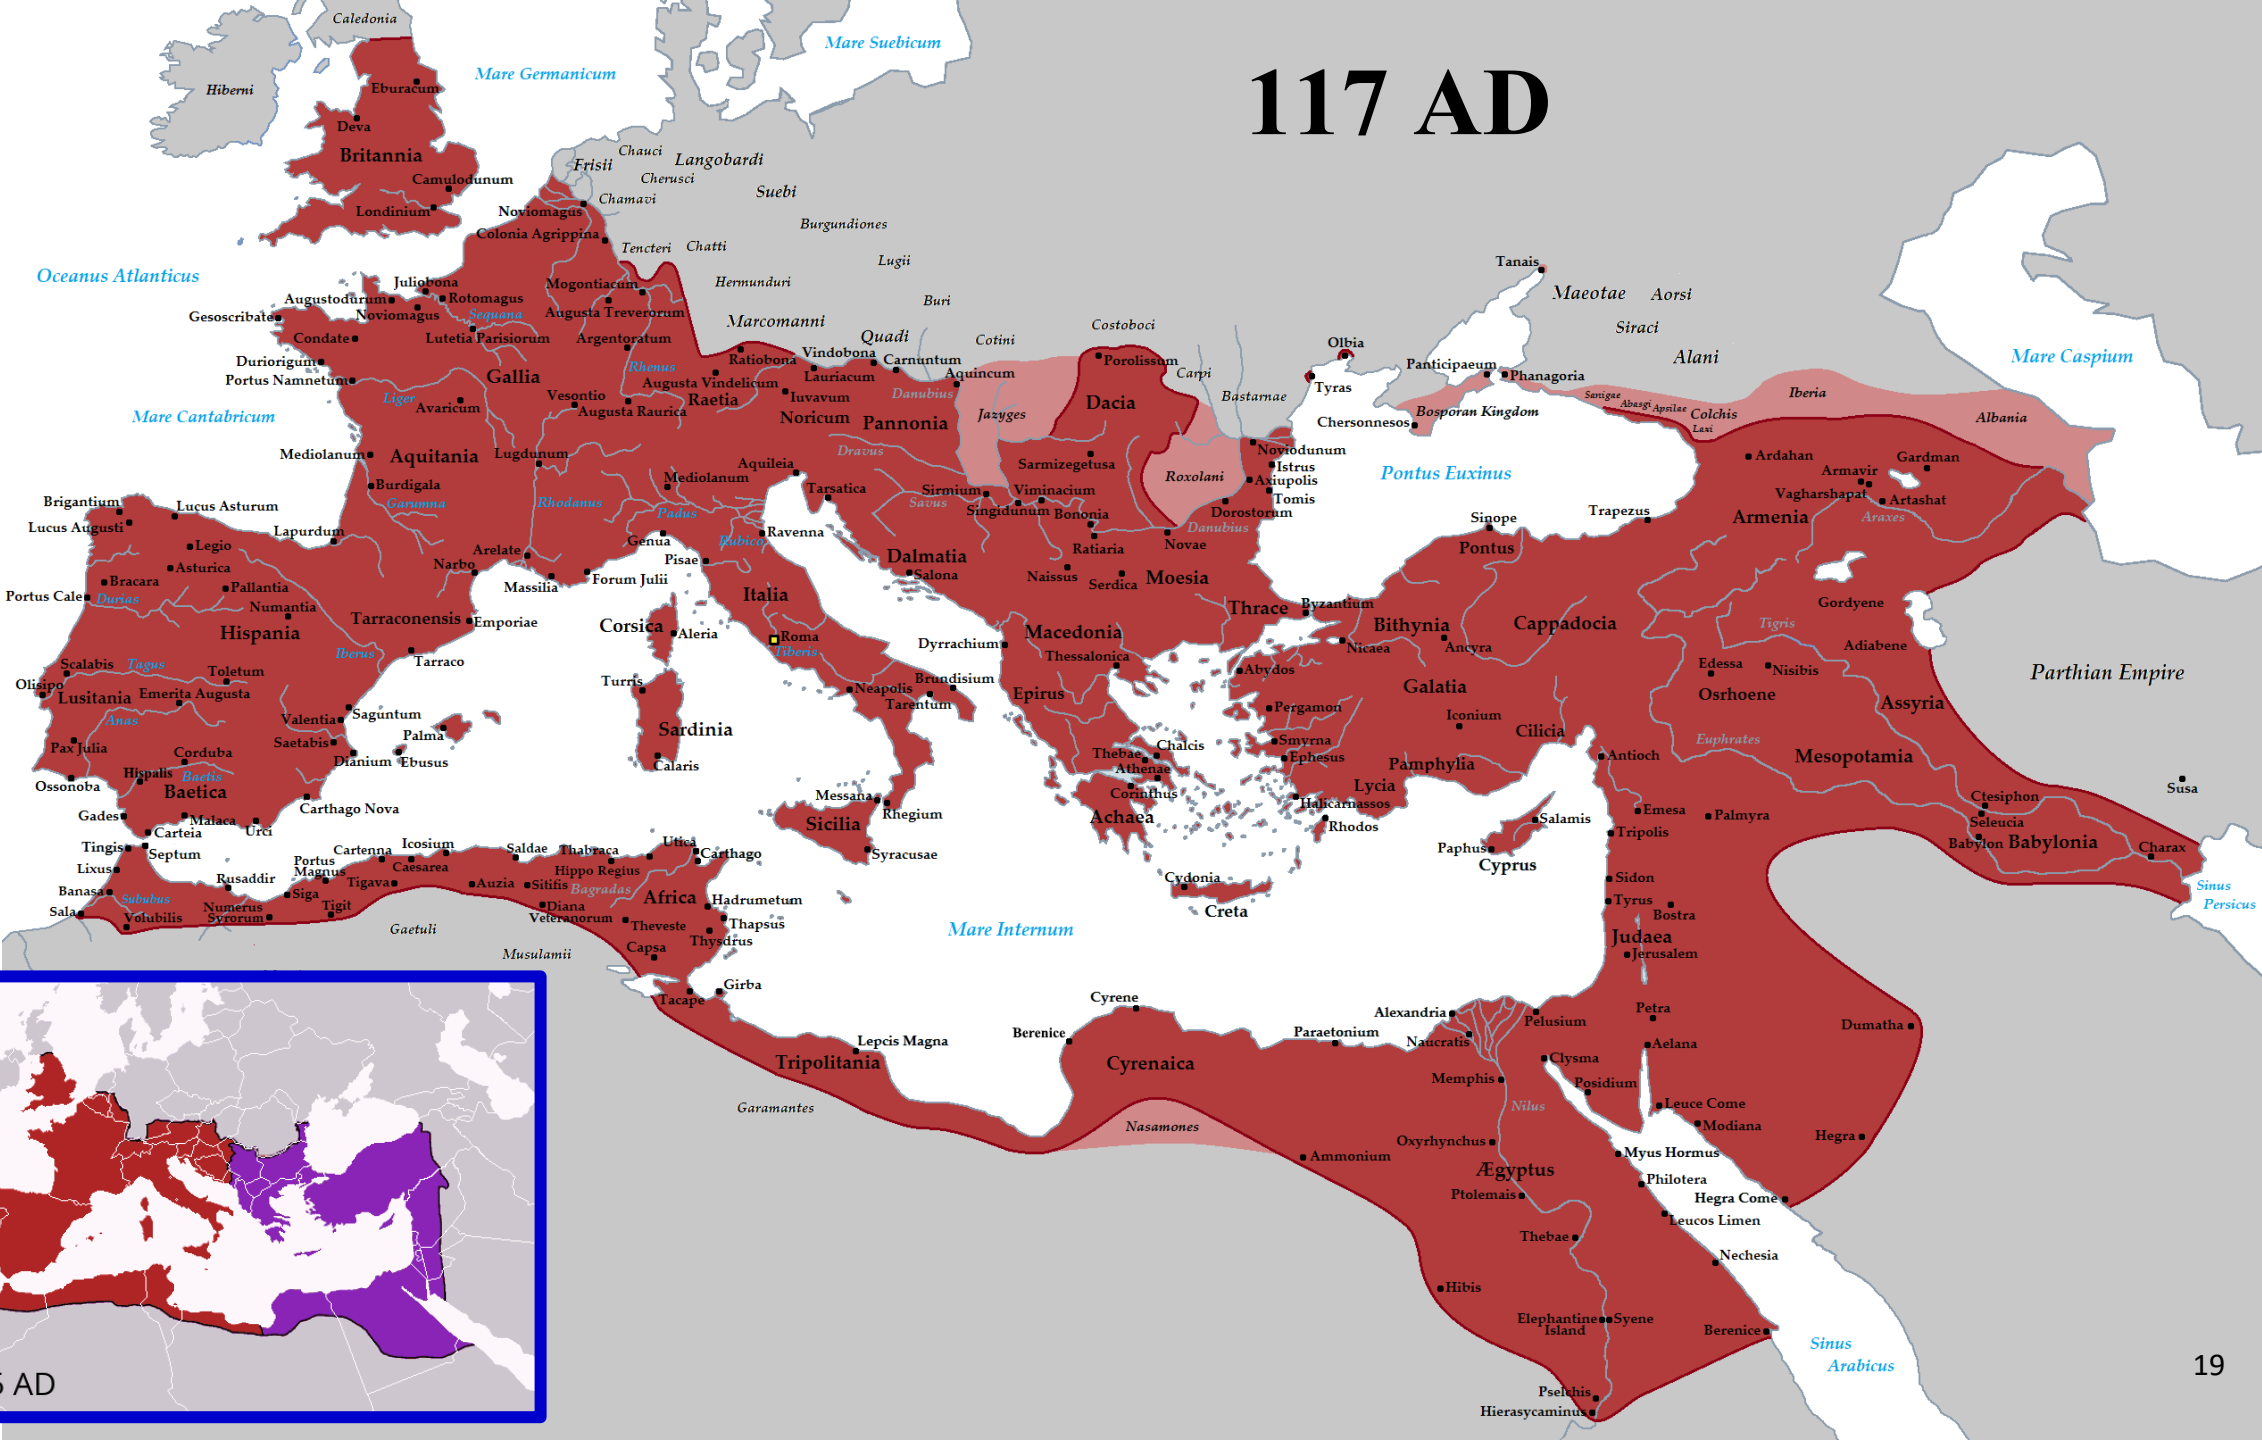 117 AD
Caledonia
Mare Suebicum
Mare Germanicum
Hiberni
Eburacum
Deva
Britannia
Camulodunum
Londinium
Frisii
Chauci
Langobardi
Cherusci
Suebi
Chamavi
Noviomagus
Burgundiones
Colonia Agrippina
Tencteri
Chatti
Lugii
Hermunduri
Buri
Oceanus Atlanticus
Juliobona
Augustodurum
Rotomagus
Mogontiacum
Gesoscribate
Noviomagus
Sequana
Augusta Treverorum
Marcomanni
Quadi
Cotini
Costoboci
Condate
Lutetia Parisiorum
Argentoratum
Ratiobona
Vindobona
Carnuntum
Duriorigum
Portus Namnetum
Gallia
Rhenus
Lauriacum
Aquincum
Porolissum
Carpi
Augusta Vindelicum
Liger
Avaricum
Vesontio
Augusta Raurica
Raetia
Iuvavum
Noricum
Danubius
Pannonia
Jazyges
Dacia
Bastarnae
Mare Cantabricum
Mediolanum
Aquitania
Lugdunum
Aquileia
Dravus
Sarmizegetusa
Roxolani
Noviodunum
Istrus
Axiupolis
Tomis
Burdigala
Garumna
Rhodanus
Mediolanum
Padus
Tarsatica
Savus
Sirmium
Singidunum
Viminacium
Bononia
Dorostorum
Danubius
Novae
Ratiaria
Tanais
Maeotae
Aorsi
Siraci
Alani
Olbia
Tyras
Panticipaeum
Phanagoria
Bosporan Kingdom
Chersonnesos
Sanigae
Abasgi
Apsilae
Colchis
Laxi
Iberia
Albania
Mare Caspium
Pontus Euxinus
Ardahan
Armavir
Gardman
Vagharshapat
Artashat
Armenia
Araxes
Sinope
Trapezus
Pontus
Brigantium
Lucus Asturum
Lucus Augusti
Lapurdum
Legio
Asturica
Bracara
Pallantia
Portus Cale
Durias
Numantia
Hispania
Tarraconensis
Narbo
Arelate
Massilia
Forum Julii
Genua
Pisae
Rubico
Ravenna
Emporiae
Iberus
Tarraco
Italia
Corsica
Aleria
Roma
Tiberis
Dalmatia
Salona
Naissus
Serdica
Moesia
Thrace
Byzantium
Bithynia
Cappadocia
Nicaea
Ancyra
Dyrrachium
Macedonia
Thessalonica
Epirus
Abydos
Gordyene
Tigris
Adiabene
Edessa
Nisibis
Osrhoene
Assyria
Parthian Empire
Scalabis
Tagus
Toletum
Olisipo
Lusitania
Emerita Augusta
Anas
Valentia
Saguntum
Saetabis
Palma
Dianium
Ebusus
Pax Julia
Corduba
Hispalis
Baetis
Ossonoba
Baetica
Carthago Nova
Gades
Malaca
Urci
Carteia
Turris
Sardinia
Calaris
Neapolis
Brundisium
Tarentum
Messana
Rhegium
Sicilia
Syracusae
Galatia
Pergamon
Iconium
Smyrna
Ephesus
Cilicia
Pamphylia
Lycia
Halicarnassos
Rhodos
Thebae
Chalcis
Athenae
Corinthus
Achaea
Antioch
Euphrates
Mesopotamia
Susa
Ctesiphon
Seleucia
Babylon
Babylonia
Charax
Sinus
Persicus
Emesa
Palmyra
Tripolis
Salamis
Paphus
Cyprus
Sidon
Tyrus
Bostra
Judaea
Jerusalem
Cydonia
Creta
Mare Internum
Tingis
Septum
Lixus
Banasa
Sala
Sububus
Volubilis
Rusaddir
Numerus
Syrorum
Portus
Magnus
Siga
Cartenna
Icosium
Caesarea
Tigava
Tigit
Saldae
Thabraca
Hippo Regius
Utica
Carthago
Auzia
Sitifis
Bagradas
Diana
Veteranorum
Africa
Hadrumetum
Theveste
Thapsus
Thysdrus
Capsa
Gaetuli
Musulamii
Tacape
Girba
Lepcis Magna
Tripolitania
Garamantes
Cyrene
Berenice
Cyrenaica
Nasamones
Paraetonium
Alexandria
Naucratis
Pelusium
Petra
Dumatha
Aelana
Clysma
Memphis
Posidium
Nilus
Leuce Come
Modiana
Hegra
Oxyrhynchus
Ammonium
Ægyptus
Myus Hormus
Philotera
Hegra Come
Ptolemais
Leucos Limen
Thebae
Nechesia
Hibis
Elephantine
Island
Syene
Berenice
Sinus
Arabicus
Pselchis
Hierasycaminus
5 AD
19